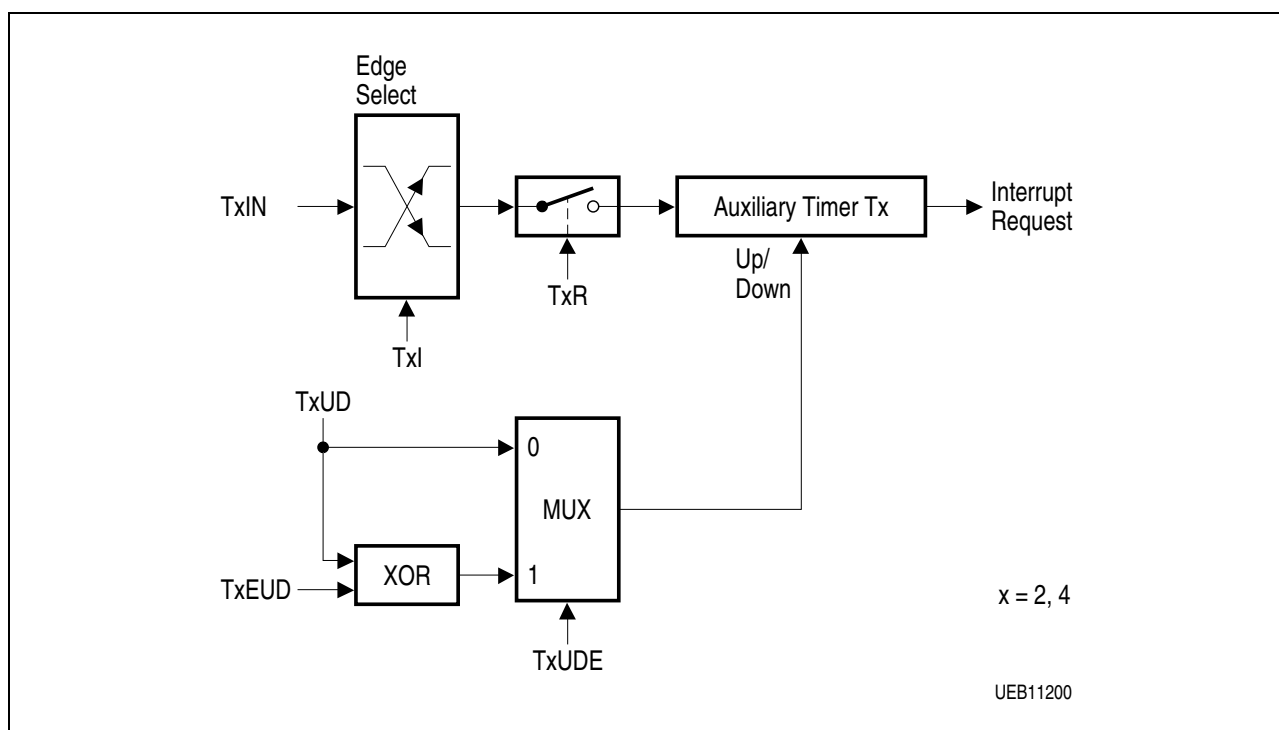 Edge
Select
TxIN
Auxiliary Timer Tx
Interrupt
Request
Up/
Down
TxR
TxI
TxUD
0
MUX
XOR
1
TxEUD
x = 2, 4
TxUDE
UEB11200